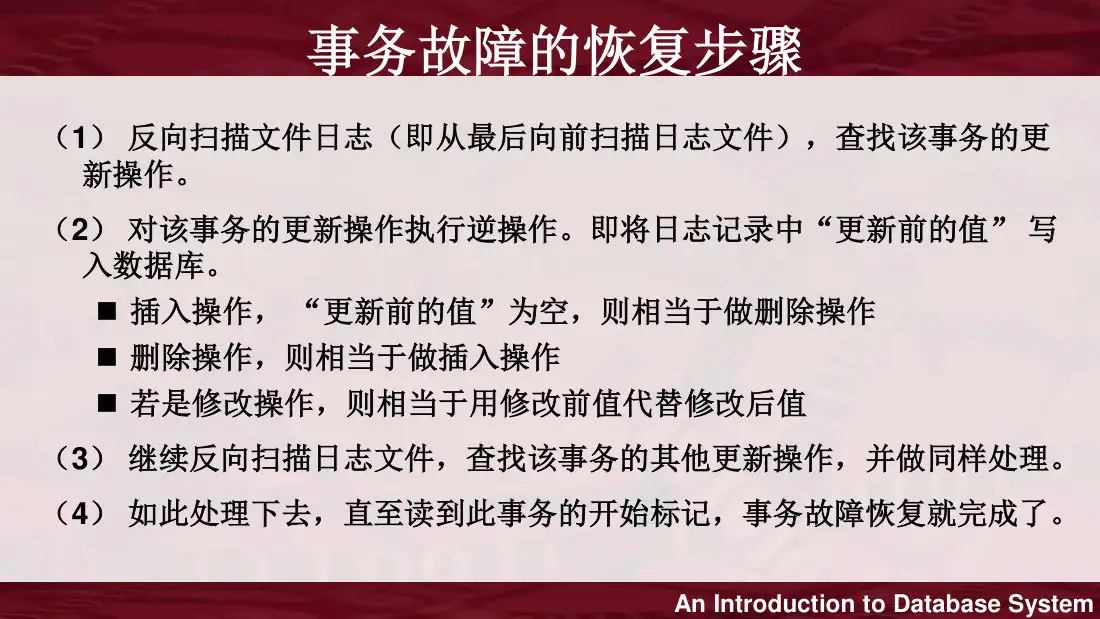 事务故障的恢复步骤
（1） 反向扫描文件日志（即从最后向前扫描日志文件），查找该事务的更
新操作。
（2） 对该事务的更新操作执行逆操作。即将日志记录中“更新前的值” 写
入数据库。
■ 插入操作， “更新前的值”为空，则相当于做删除操作
■ 删除操作，则相当于做插入操作
■ 若是修改操作，则相当于用修改前值代替修改后值
（3） 继续反向扫描日志文件，查找该事务的其他更新操作，并做同样处理。
（4） 如此处理下去，直至读到此事务的开始标记，事务故障恢复就完成了。
An Introduction to Database System